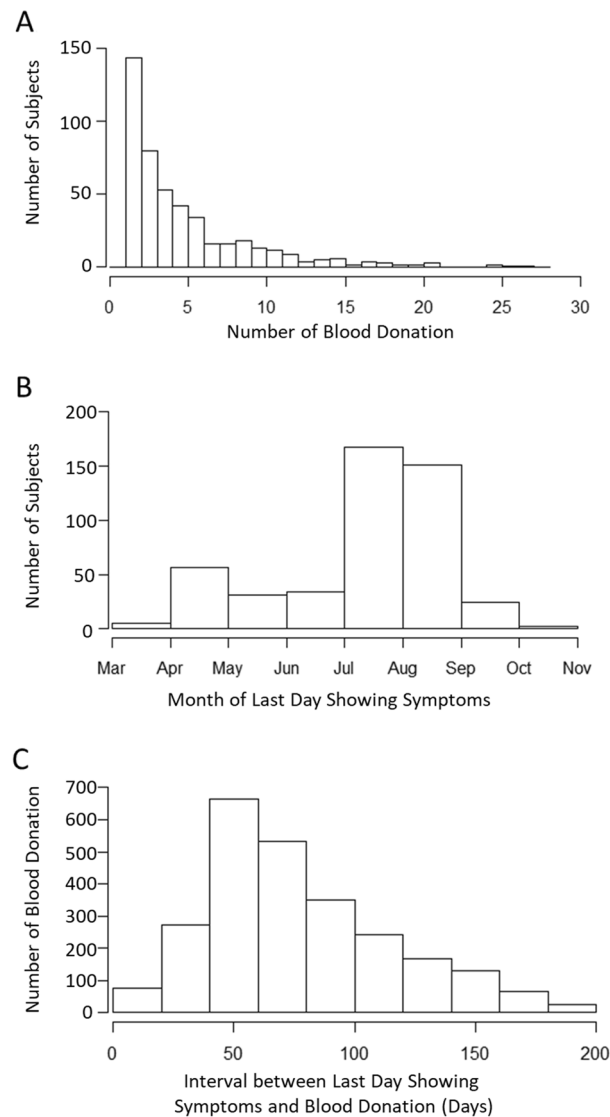 A
Number of Subjects
150
100
50
0
0 5 10 15 20 25 30
Number of Blood Donation
B
Number of Subjects
200
150
100
50
0
Mar Apr May Jun Jul Aug Sep Oct Nov
Month of Last Day Showing Symptoms
C
Number of Blood Donation
700
600
500
400
300
200
100
0
0 50 100 150 200
Interval between Last Day Showing
Symptoms and Blood Donation (Days)